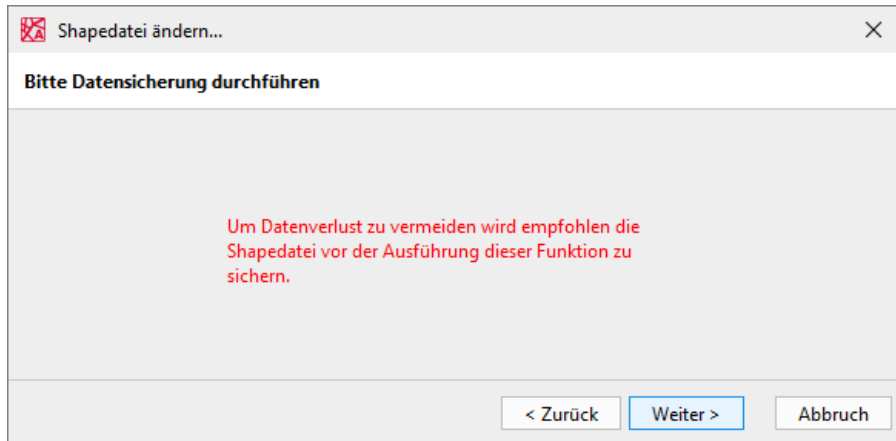 Shapedatei ändern...
Bitte Datensicherung durchführen
Um Datenverlust zu vermeiden wird empfohlen die
Shapedatei vor der Ausführung dieser Funktion zu
sichern.
< Zurück Weiter > Abbruch